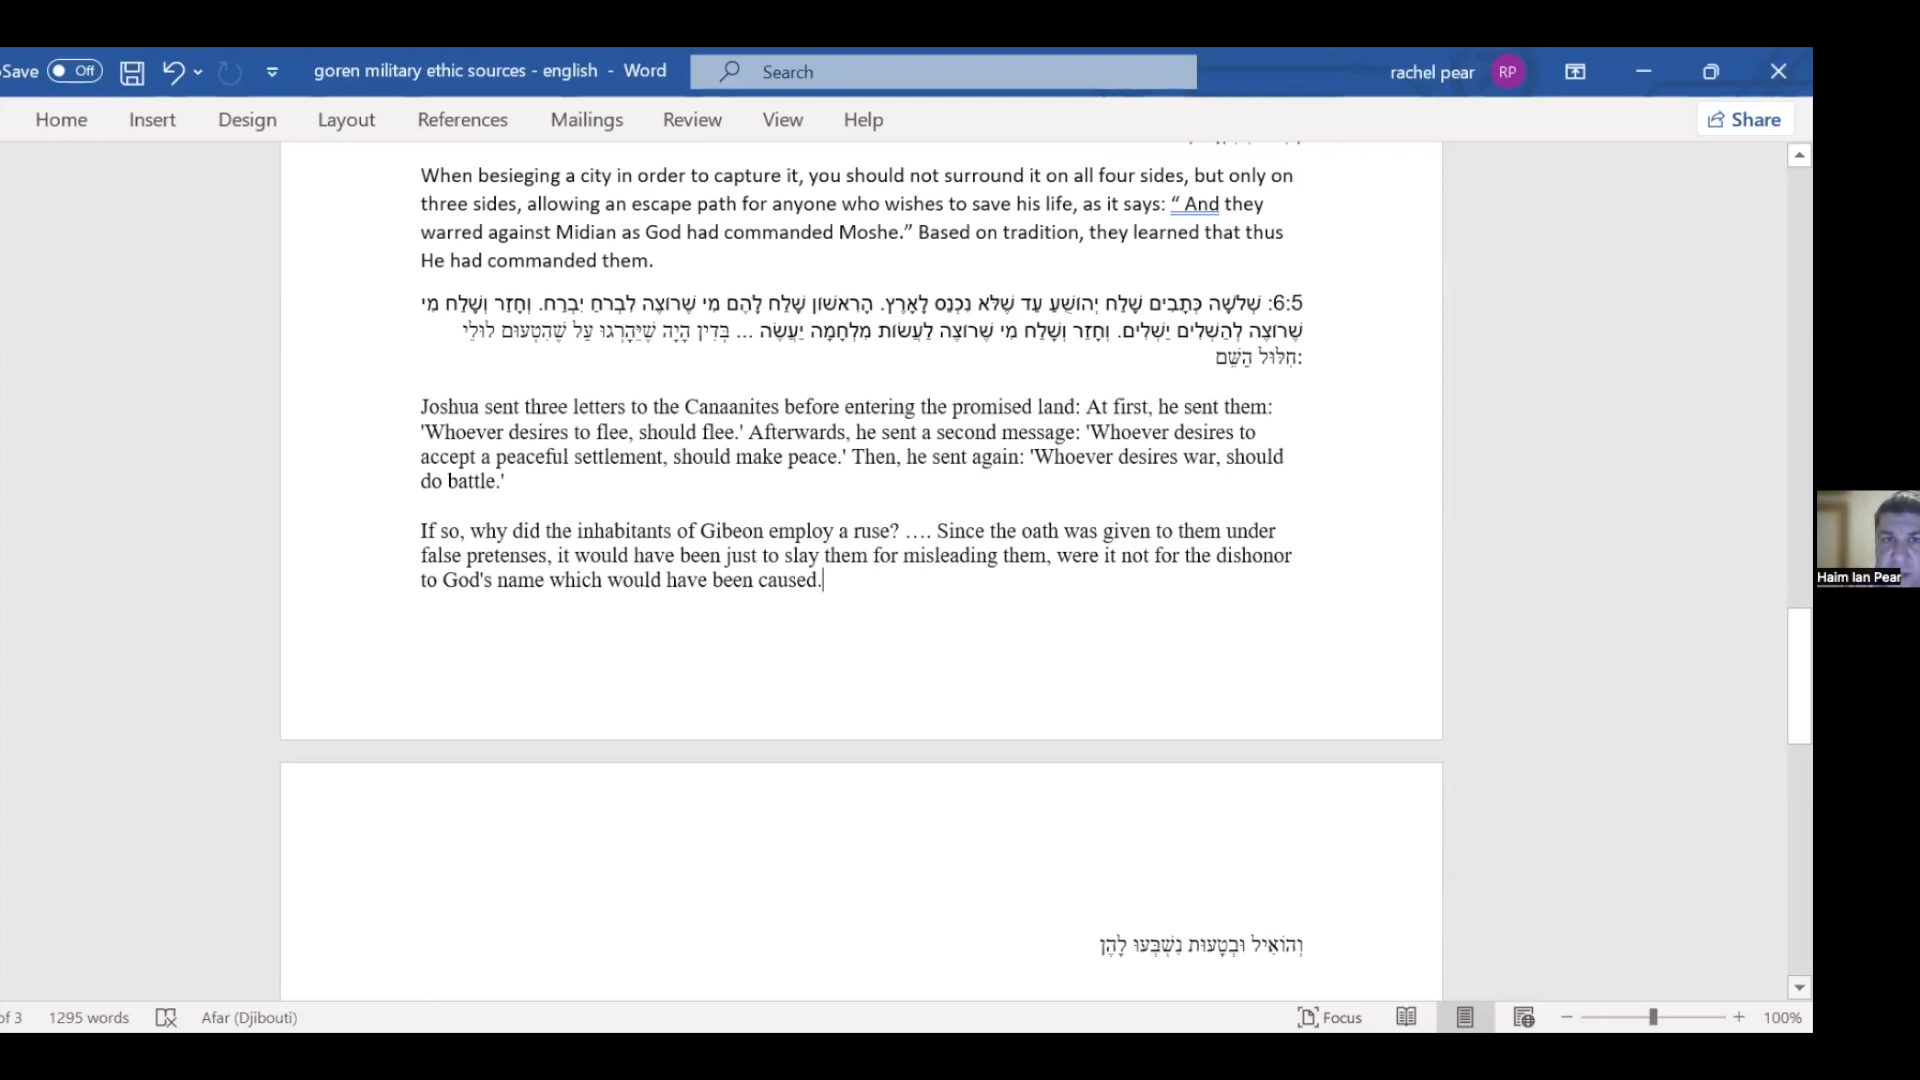 Save Off goren military ethic sources - english - Word Search rachel pear RP
Home Insert Design Layout References Mailings Review View Help Share
When besieging a city in order to capture it, you should not surround it on all four sides, but only on
three sides, allowing an escape path for anyone who wishes to save his life, as it says: “ And they
warred against Midian as God had commanded Moshe.” Based on tradition, they learned that thus
He had commanded them.
6:5: שְׁלֹשָׁה כְּתָבִים שָׁלַח יְהוֹשֻׁעַ עַד שֶׁלֹּא נִכְנַס לָאָרֶץ. הָרִאשׁוֹן שָׁלַח לָהֶם מִי שֶׁרוֹצֶה לִבְרֹחַ יִבְרַח. וְחָזַר וְשָׁלַח מִי
שֶׁרוֹצֶה לְהַשְׁלִים יַשְׁלִים. וְחָזַר וְשָׁלַח מִי שֶׁרוֹצֶה לַעֲשׂוֹת מִלְחָמָה יַעֲשֶׂה ... בְּדִין הָיָה שֶׁיֵּהָרְגוּ עַל שֶׁהִטְעוּם לוּלֵי
חִלּוּל הַשֵּׁם:
Joshua sent three letters to the Canaanites before entering the promised land: At first, he sent them:
'Whoever desires to flee, should flee.' Afterwards, he sent a second message: 'Whoever desires to
accept a peaceful settlement, should make peace.' Then, he sent again: 'Whoever desires war, should
do battle.'
If so, why did the inhabitants of Gibeon employ a ruse? …. Since the oath was given to them under
false pretenses, it would have been just to slay them for misleading them, were it not for the dishonor
to God's name which would have been caused.
Haim Ian Pear
וְהוֹאִיל וּבְטָעוּת נִשְׁבְּעוּ לָהֶן
of 3 1295 words Afar (Djibouti) Focus 100%